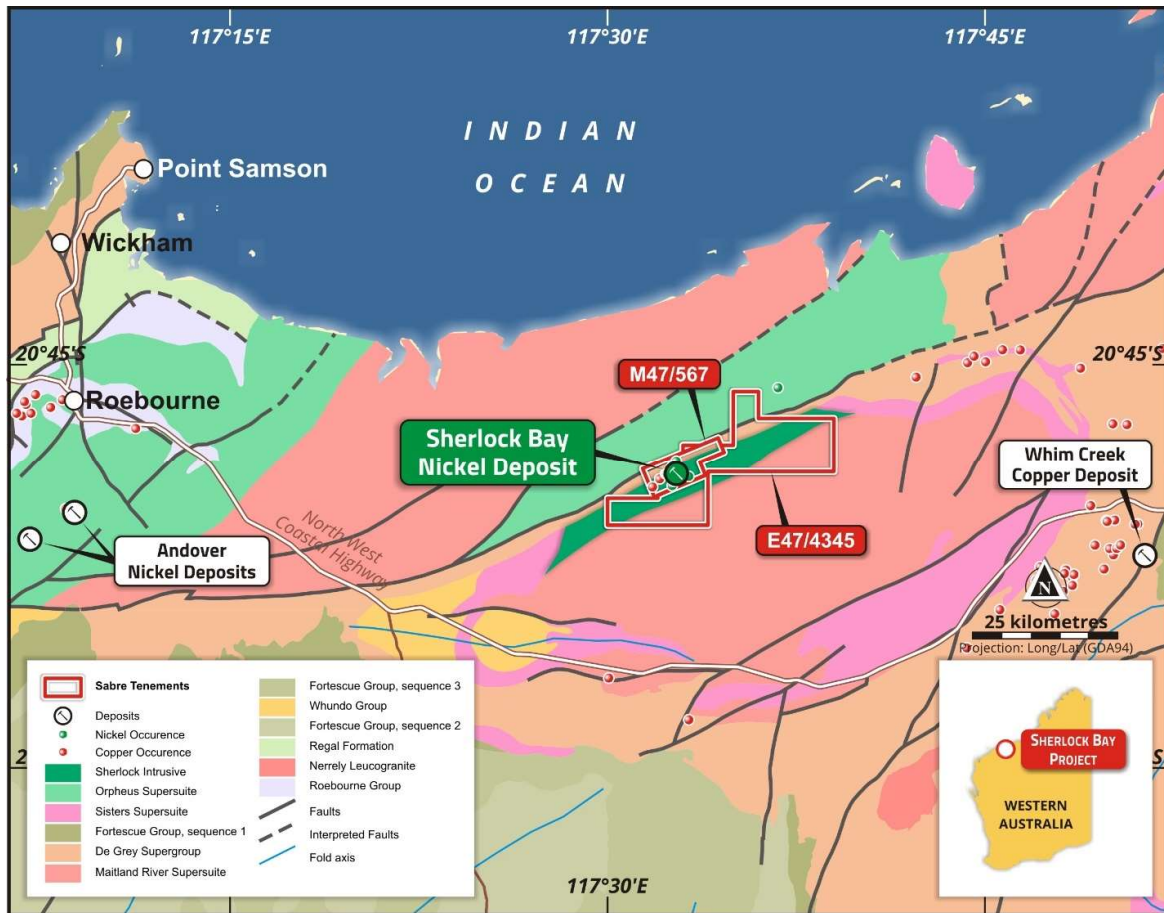 117°15'E
117°30'E
117°45'E
INDIAN
OCEAN
Point Samson
Wickham
20°45'S
20°45'S
M47/567
Roebourne
Sherlock Bay
Nickel Deposit
Whim Creek
Copper Deposit
E47/4345
North West
Coastal Highway
Andover
Nickel Deposits
N
25 kilometres
Projection: Long/Lat (GDA94)
Sabre Tenements
Deposits
Nickel Occurence
Copper Occurence
Sherlock Intrusive
Orpheus Supersuite
Sisters Supersuite
Fortescue Group, sequence 1
De Grey Supergroup
Maitland River Supersuite
Fortescue Group, sequence 3
Whundo Group
Fortescue Group, sequence 2
Regal Formation
Nerrely Leucogranite
Roebourne Group
Faults
Interpreted Faults
Fold axis
117°30'E
SHERLOCK BAY
PROJECT
WESTERN
AUSTRALIA